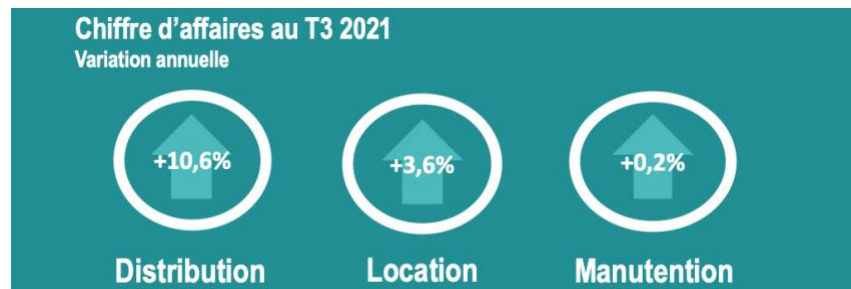 Chiffre d'affaires au T3 2021
Variation annuelle
+10,6% +3,6% +0,2%
Distribution Location Manutention